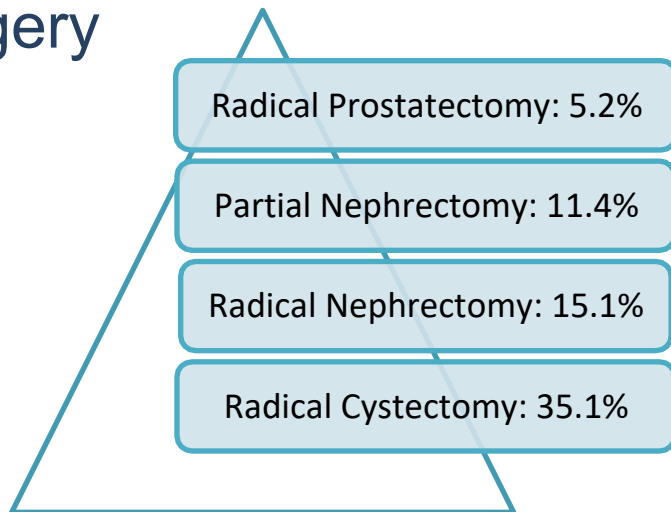 gery
Radical Prostatectomy: 5.2%
Partial Nephrectomy: 11.4%
Radical Nephrectomy: 15.1%
Radical Cystectomy: 35.1%